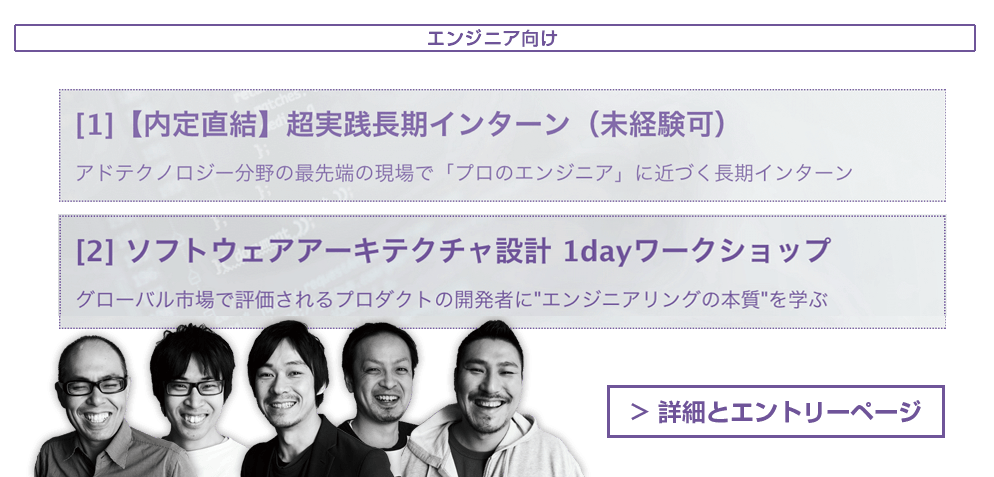 エンジニア向け
[1]【内定直結】超実践長期インターン（未経験可）
アドテクノロジー分野の最先端の現場で「プロのエンジニア」に近づく長期インターン
[2] ソフトウェアアーキテクチャ設計 1dayワークショップ
グローバル市場で評価されるプロダクトの開発者に"エンジニアリングの本質"を学ぶ
> 詳細とエントリーページ